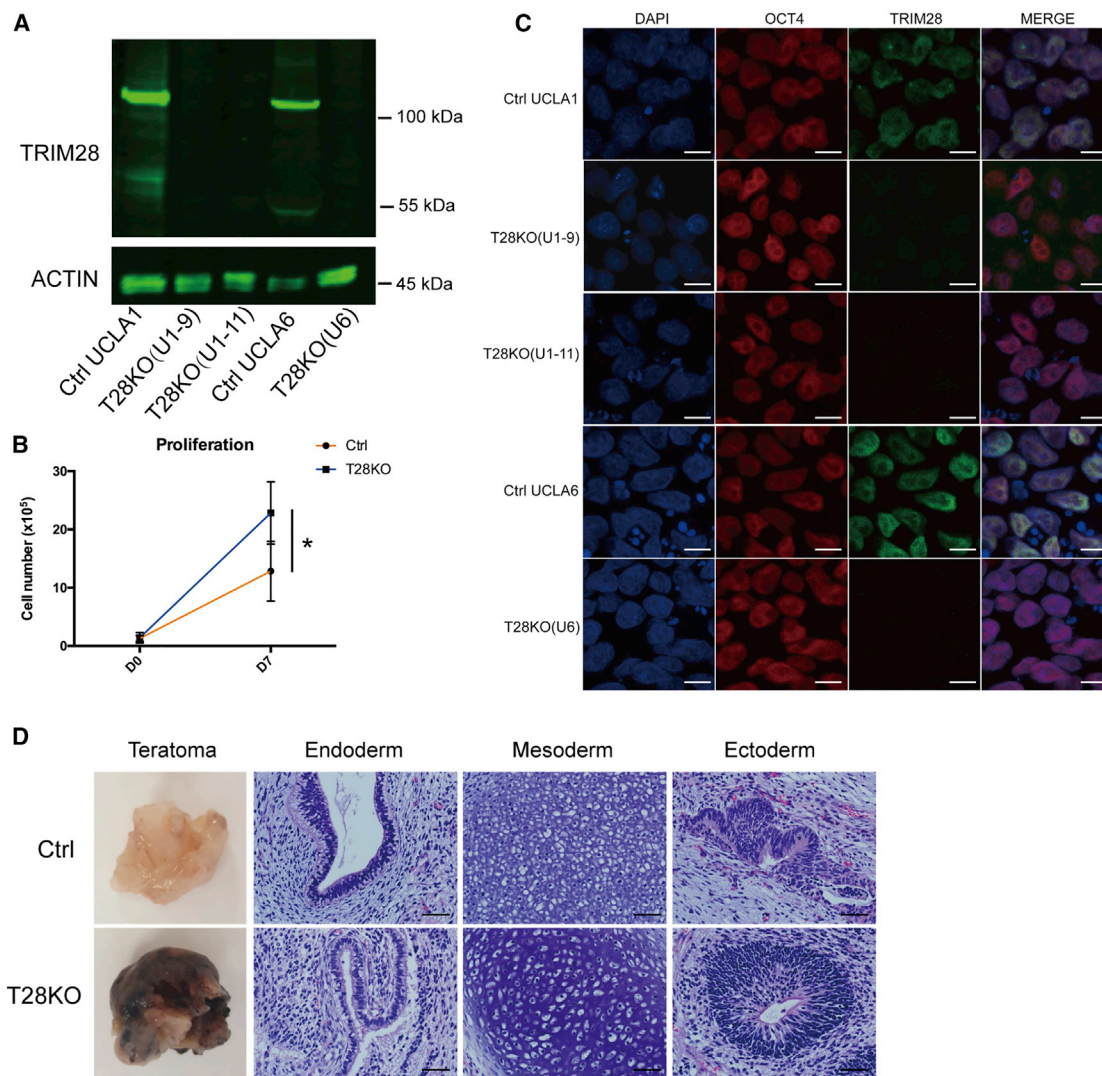 A
TRIM28
100 kDa
55 kDa
ACTIN
45 kDa
Ctrl UCLA1
T28KO(U1-9)
T28KO(U1-11)
Ctrl UCLA6
T28KO(U6)
B
Proliferation
Ctrl
T28KO
Cell number (x10⁵)
30
20
10
0
*
D0
D7
C
DAPI OCT4 TRIM28 MERGE
Ctrl UCLA1
T28KO(U1-9)
T28KO(U1-11)
Ctrl UCLA6
T28KO(U6)
D
Teratoma Endoderm Mesoderm Ectoderm
Ctrl
T28KO